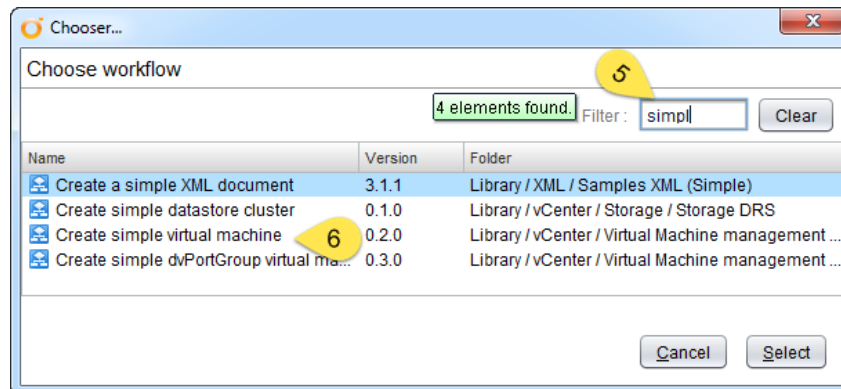 Chooser...
x
Choose workflow
5
4 elements found. Filter : simpl Clear
Name Version Folder
Create a simple XML document 3.1.1 Library / XML / Samples XML (Simple)
Create simple datastore cluster 0.1.0 Library / vCenter / Storage / Storage DRS
Create simple virtual machine 6 0.2.0 Library / vCenter / Virtual Machine management ...
Create simple dvPortGroup virtual ma... 0.3.0 Library / vCenter / Virtual Machine management ...
Cancel Select